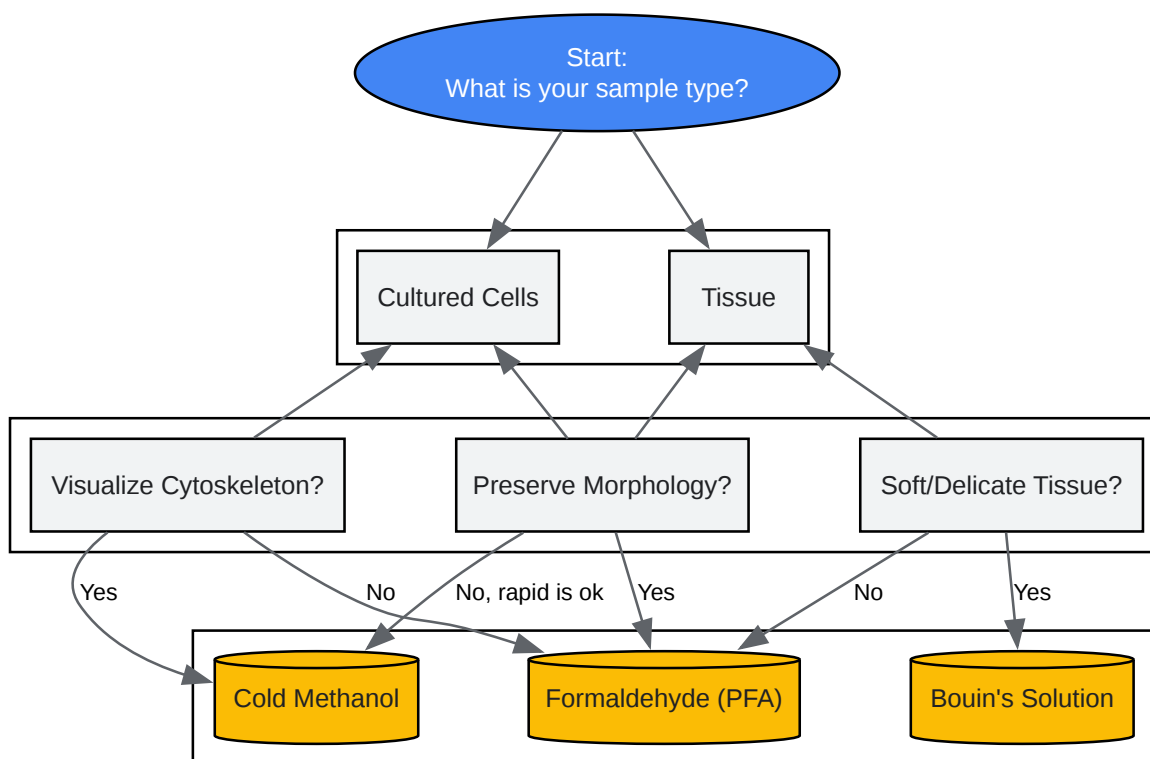 Start:
What is your sample type?
Cultured Cells
Tissue
Visualize Cytoskeleton?
Preserve Morphology?
Soft/Delicate Tissue?
Yes
No
No, rapid is ok
Yes
No
Yes
Cold Methanol
Formaldehyde (PFA)
Bouin's Solution